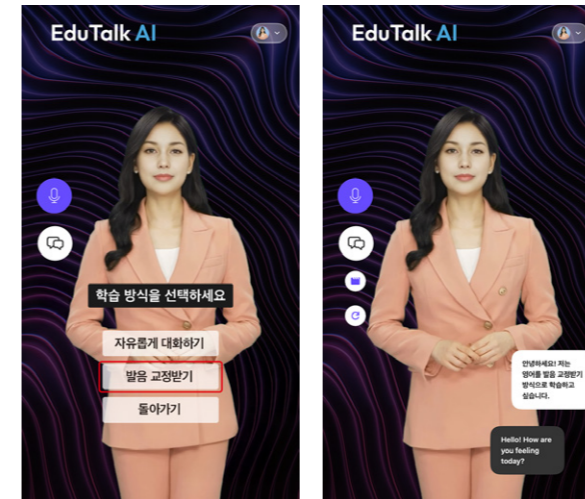 EduTalk AI
학습 방식을 선택하세요
자유롭게 대화하기
발음 교정받기
돌아가기
EduTalk AI
안녕하세요! 저는
영어를 발음 교정받기
방식으로 학습하고
싶습니다.
Hello! How are
you feeling
today?